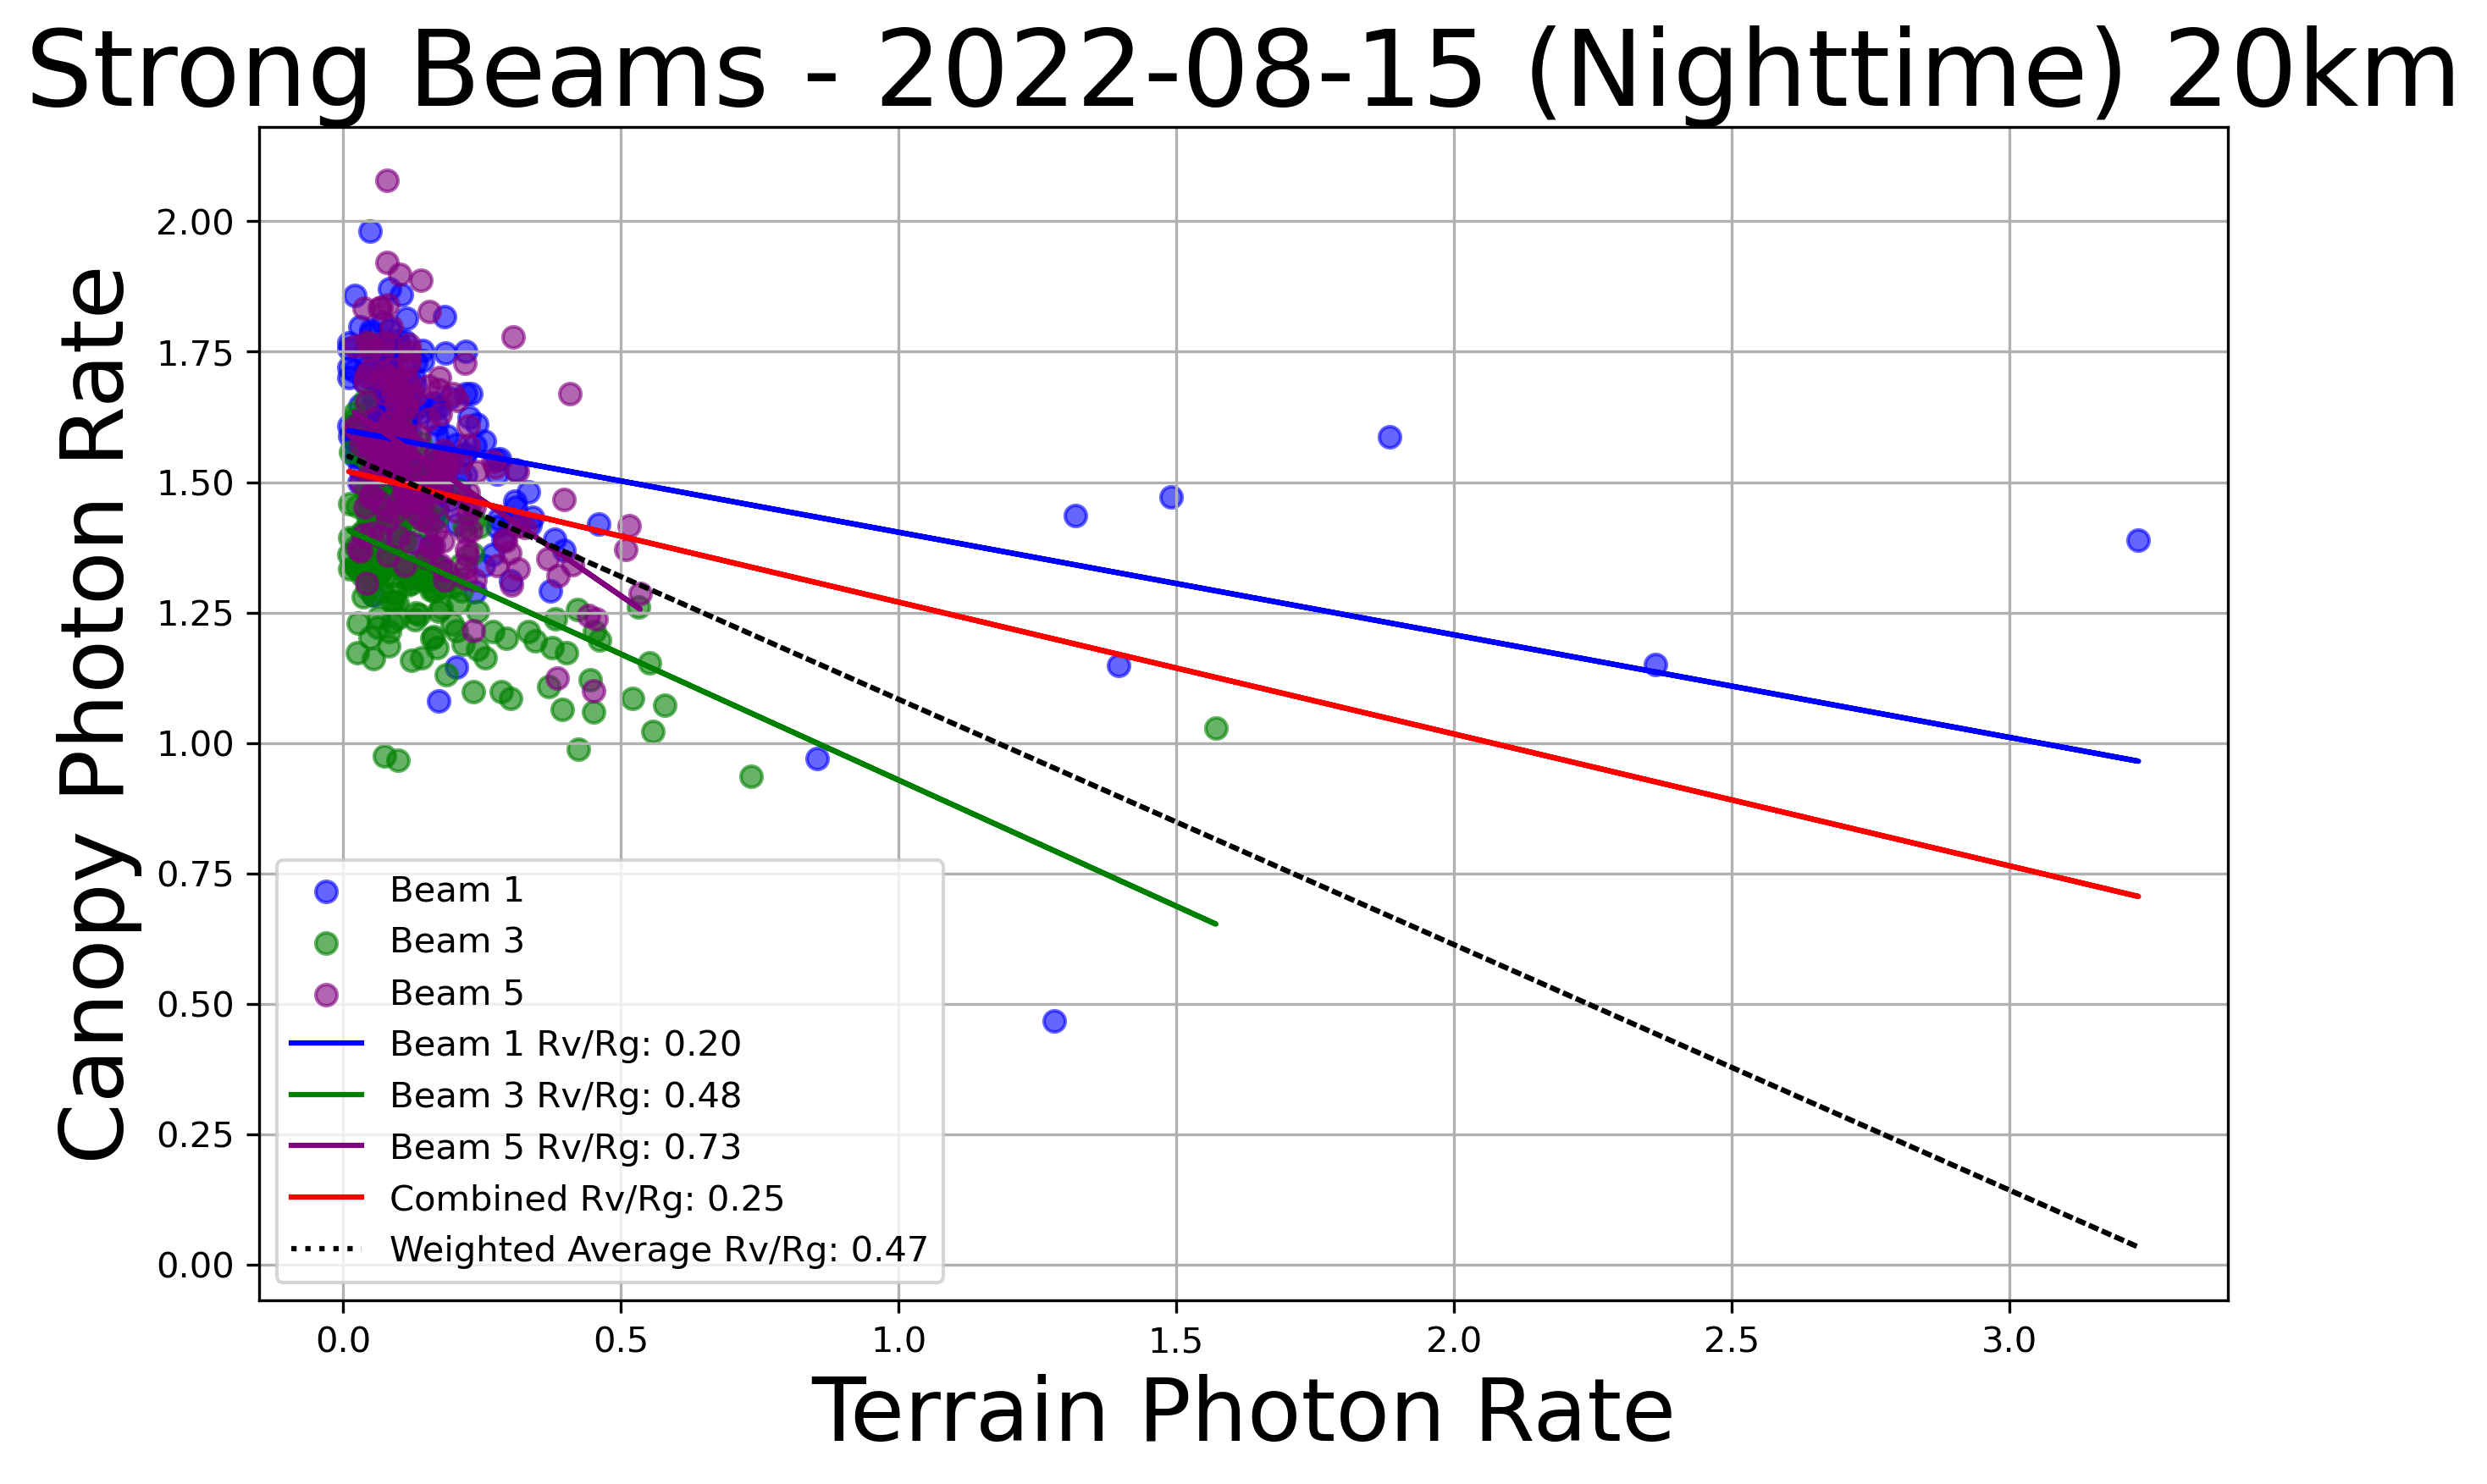 Strong Beams - 2022-08-15 (Nighttime) 20km
Canopy Photon Rate
2.00
1.75
1.50
1.25
1.00
0.75
0.50
0.25
0.00
Beam 1
Beam 3
Beam 5
Beam 1 Rv/Rg: 0.20
Beam 3 Rv/Rg: 0.48
Beam 5 Rv/Rg: 0.73
Combined Rv/Rg: 0.25
Weighted Average Rv/Rg: 0.47
0.0 0.5 1.0 1.5 2.0 2.5 3.0
Terrain Photon Rate